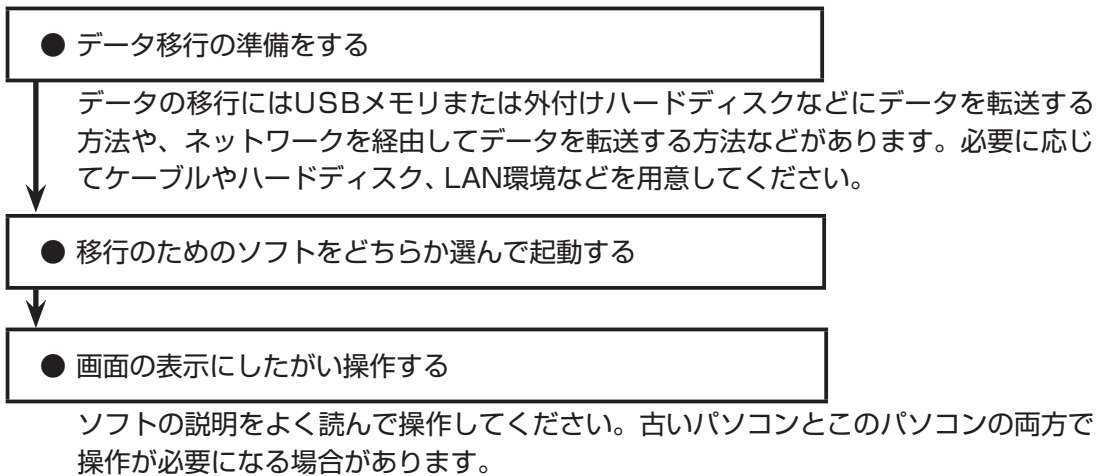 ● データ移行の準備をする
データの移行にはUSBメモリまたは外付けハードディスクなどにデータを転送する
方法や、ネットワークを経由してデータを転送する方法などがあります。必要に応じ
てケーブルやハードディスク、LAN環境などを用意してください。
● 移行のためのソフトをどちらか選んで起動する
● 画面の表示にしたがい操作する
ソフトの説明をよく読んで操作してください。古いパソコンとこのパソコンの両方で
操作が必要になる場合があります。